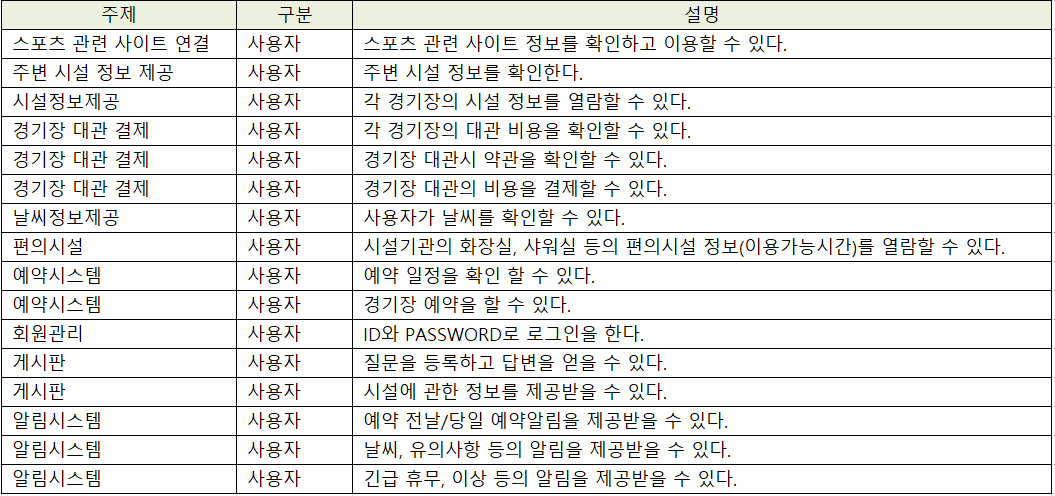 주제 구분 설명
스포츠 관련 사이트 연결 사용자 스포츠 관련 사이트 정보를 확인하고 이용할 수 있다.
주변 시설 정보 제공 사용자 주변 시설 정보를 확인한다.
시설정보제공 사용자 각 경기장의 시설 정보를 열람할 수 있다.
경기장 대관 결제 사용자 각 경기장의 대관 비용을 확인할 수 있다.
경기장 대관 결제 사용자 경기장 대관시 약관을 확인할 수 있다.
경기장 대관 결제 사용자 경기장 대관의 비용을 결제할 수 있다.
날씨정보제공 사용자 사용자가 날씨를 확인할 수 있다.
편의시설 사용자 시설기관의 화장실, 샤워실 등의 편의시설 정보(이용가능시간)를 열람할 수 있다.
예약시스템 사용자 예약 일정을 확인 할 수 있다.
예약시스템 사용자 경기장 예약을 할 수 있다.
회원관리 사용자 ID와 PASSWORD로 로그인을 한다.
게시판 사용자 질문을 등록하고 답변을 얻을 수 있다.
게시판 사용자 시설에 관한 정보를 제공받을 수 있다.
알림시스템 사용자 예약 전날/당일 예약알림을 제공받을 수 있다.
알림시스템 사용자 날씨, 유의사항 등의 알림을 제공받을 수 있다.
알림시스템 사용자 긴급 휴무, 이상 등의 알림을 제공받을 수 있다.